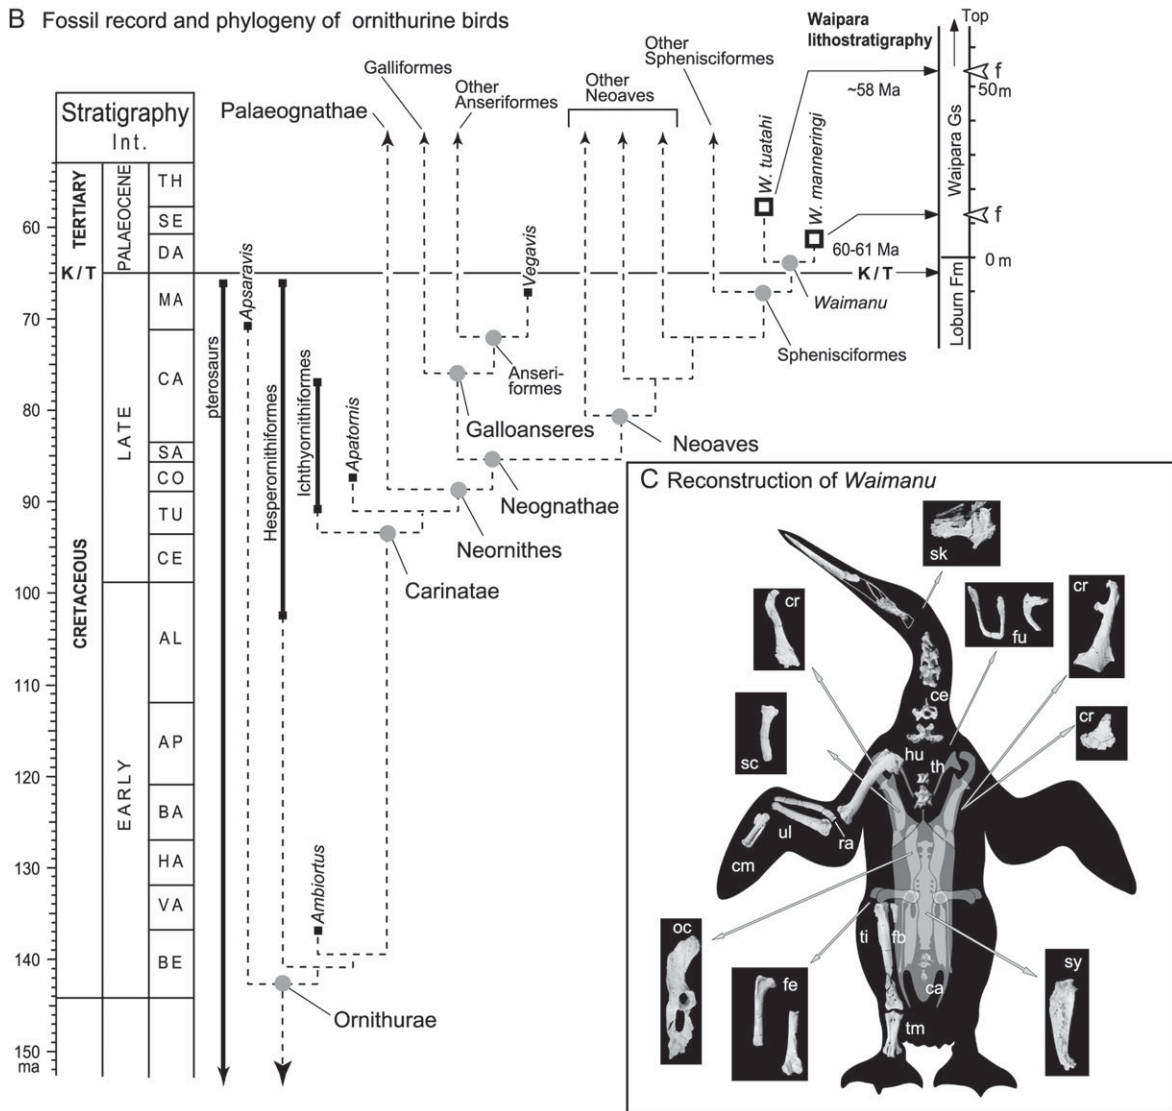 B Fossil record and phylogeny of ornithurine birds
Stratigraphy
Int.
TERTIARY
PALAEOCENE
TH
SE
DA
K / T
CRETACEOUS
LATE
MA
CA
SA
CO
TU
CE
EARLY
AL
AP
BA
HA
VA
BE
60
70
80
90
100
110
120
130
140
150
ma
pterosaurs
Apsaravis
Hesperornithiformes
Ichthyornithiformes
Apatornis
Ambiortus
Ornithurae
Carinatae
Neornithes
Neognathae
Galloanseres
Anseri-
formes
Neoaves
Palaeognathae
Galliformes
Other
Anseriformes
Vegavis
Other
Neoaves
Other
Sphenisciformes
W. tuatahi
W. manneringi
Waimanu
Sphenisciformes
Waipara
lithostratigraphy
~58 Ma
60-61 Ma
K / T
Top
f
50m
f
0 m
Waipara Gs
Loburn Fm
C Reconstruction of Waimanu
sk
cr
fu
cr
ce
sc
cr
hu
th
ul
ra
cm
oc
ti
fb
sy
fe
ca
tm